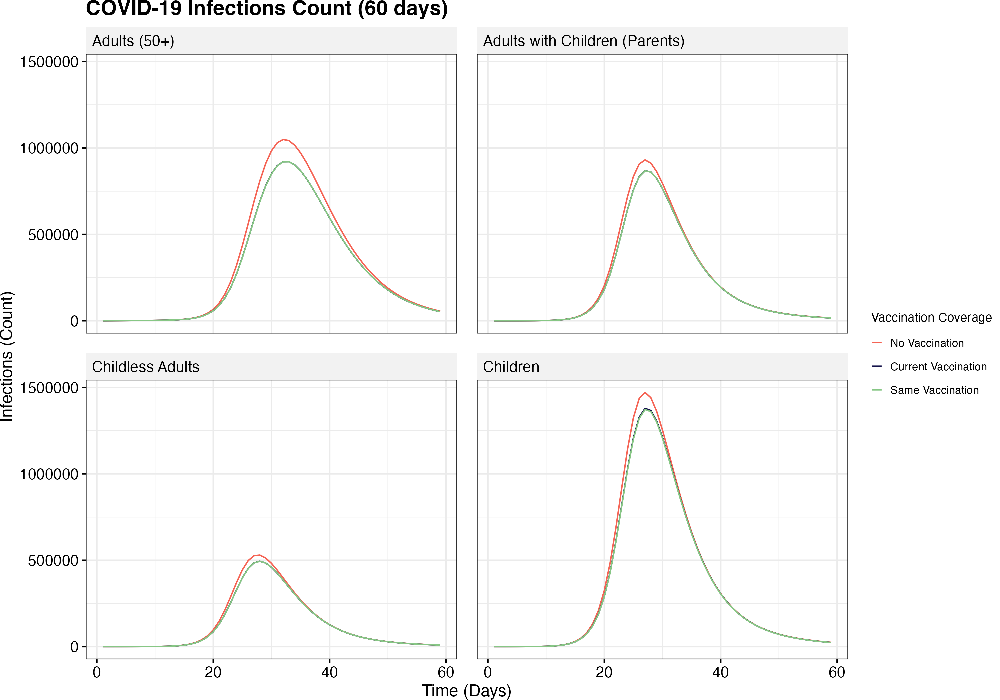 COVID-19 Infections Count (60 days)
Adults (50+)
Adults with Children (Parents)
1500000
1000000
500000
0
Infections (Count)
Childless Adults
Children
1500000
1000000
500000
0
0 20 40 60
0 20 40 60
Time (Days)
Vaccination Coverage
No Vaccination
Current Vaccination
Same Vaccination